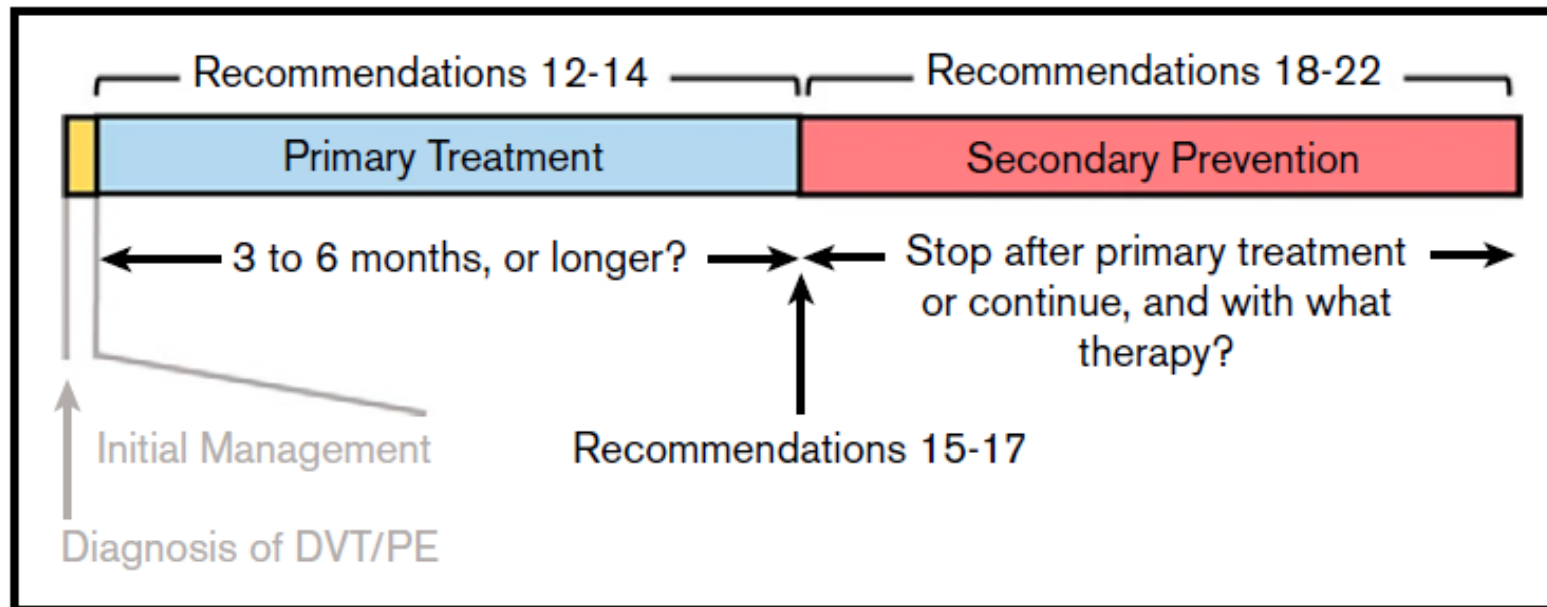 Recommendations 12-14
Recommendations 18-22
Primary Treatment
Secondary Prevention
3 to 6 months, or longer?
Stop after primary treatment
or continue, and with what
therapy?
Initial Management
Recommendations 15-17
Diagnosis of DVT/PE